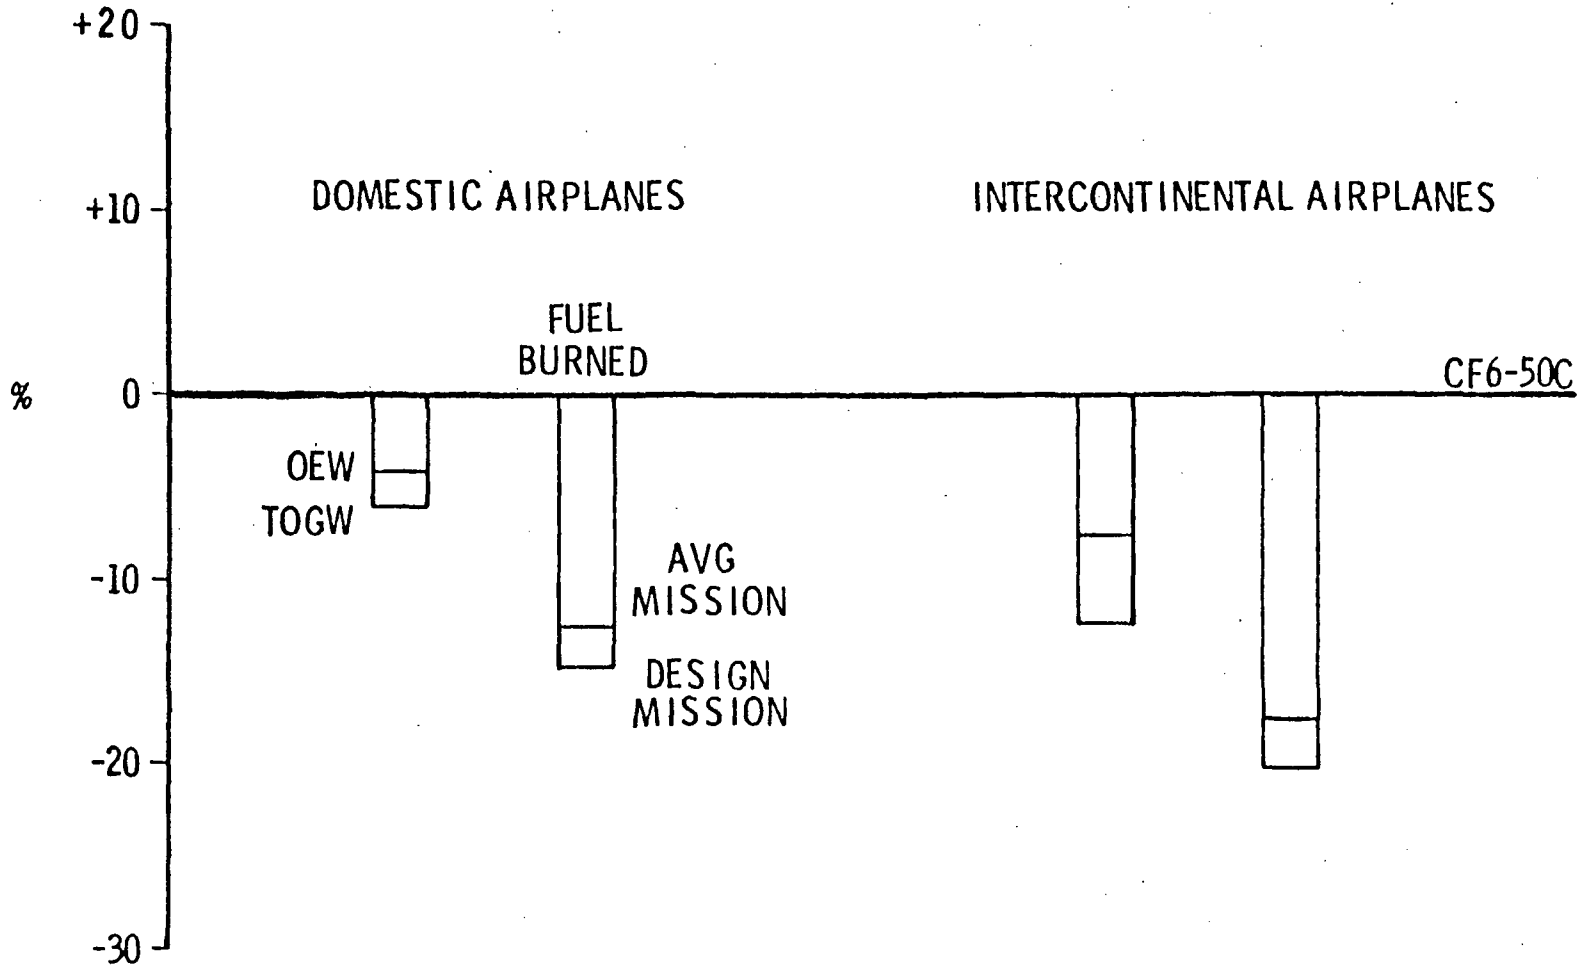 +20
+10
DOMESTIC AIRPLANES
INTERCONTINENTAL AIRPLANES
FUEL
BURNED
CF6-50C
%
0
OEW
TOGW
-10
AVG
MISSION
DESIGN
MISSION
-20
-30